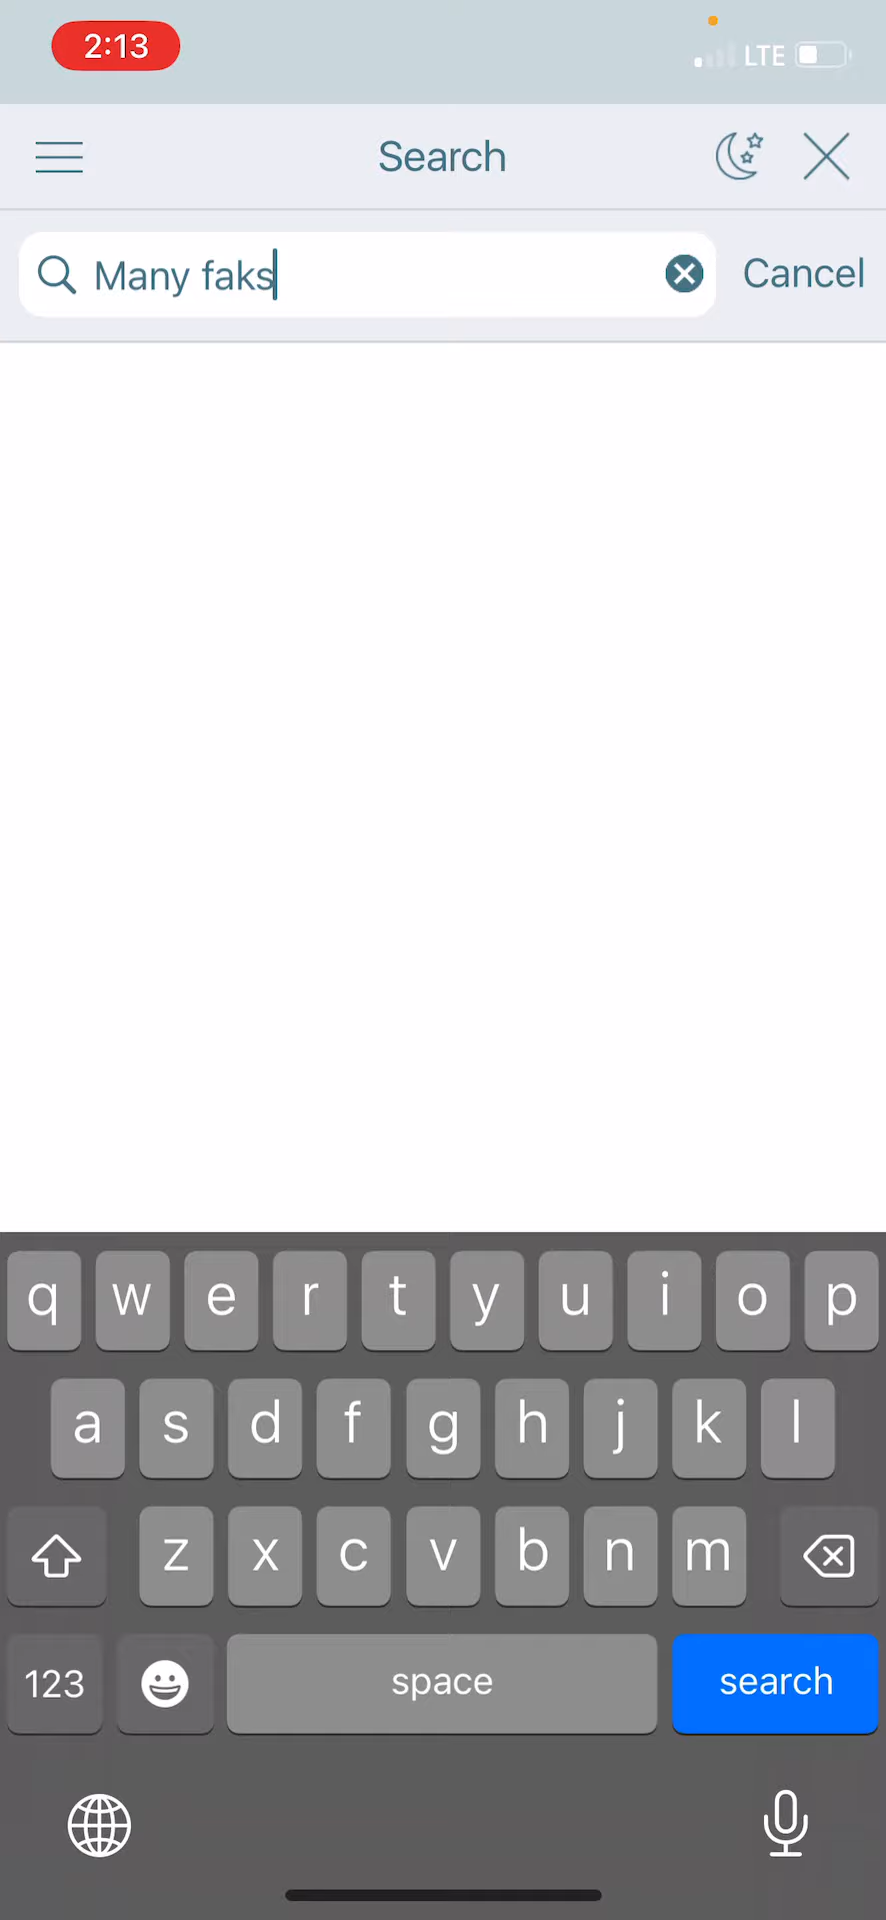 2:13
LTE
Search
Many faks
Cancel
q w e r t y u i o p
a s d f g h j k l
z x c v b n m
123 space search